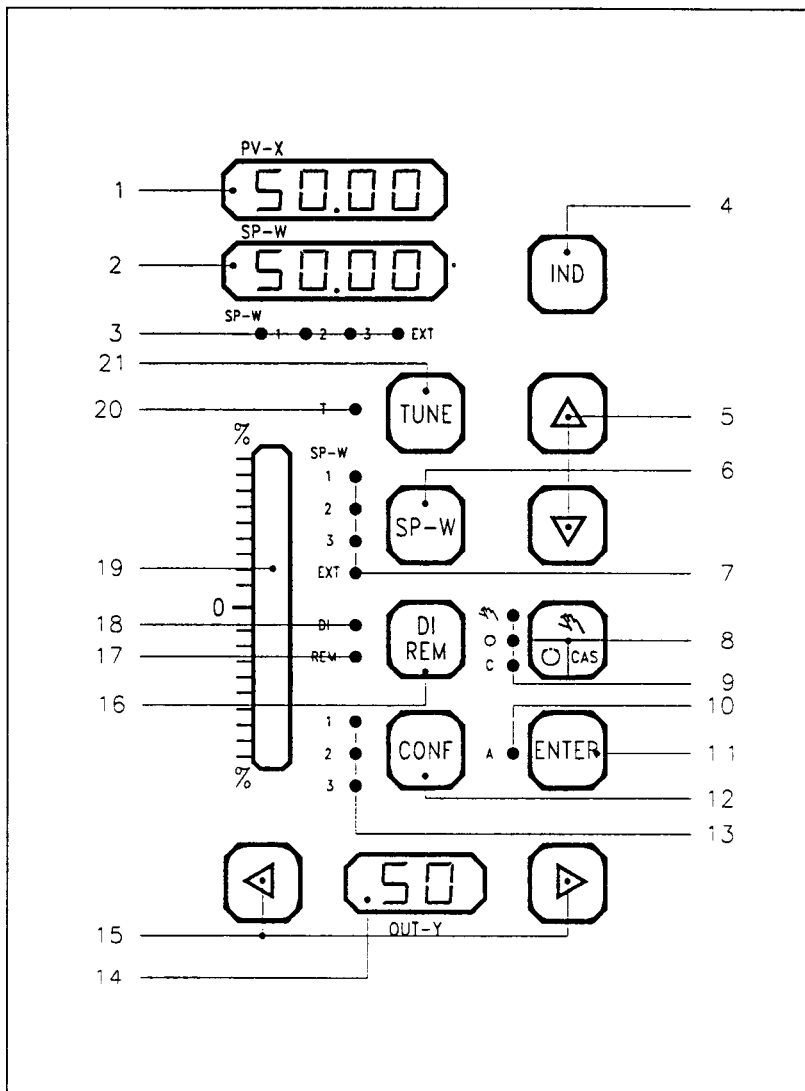 PV-X
1 50.00 4
SP-W
2 50.00 IND
SP-W
3 1 2 3 EXT
21
20 T TUNE 5
% SP-W 6
1
2 SP-W
3
19 EXT 7
0
18 DI DI REM O 8
17 REM C CAS 9
16 10
1
2 CONF A ENTER 11
% 3 12
13
.50
15 OUT-Y
14